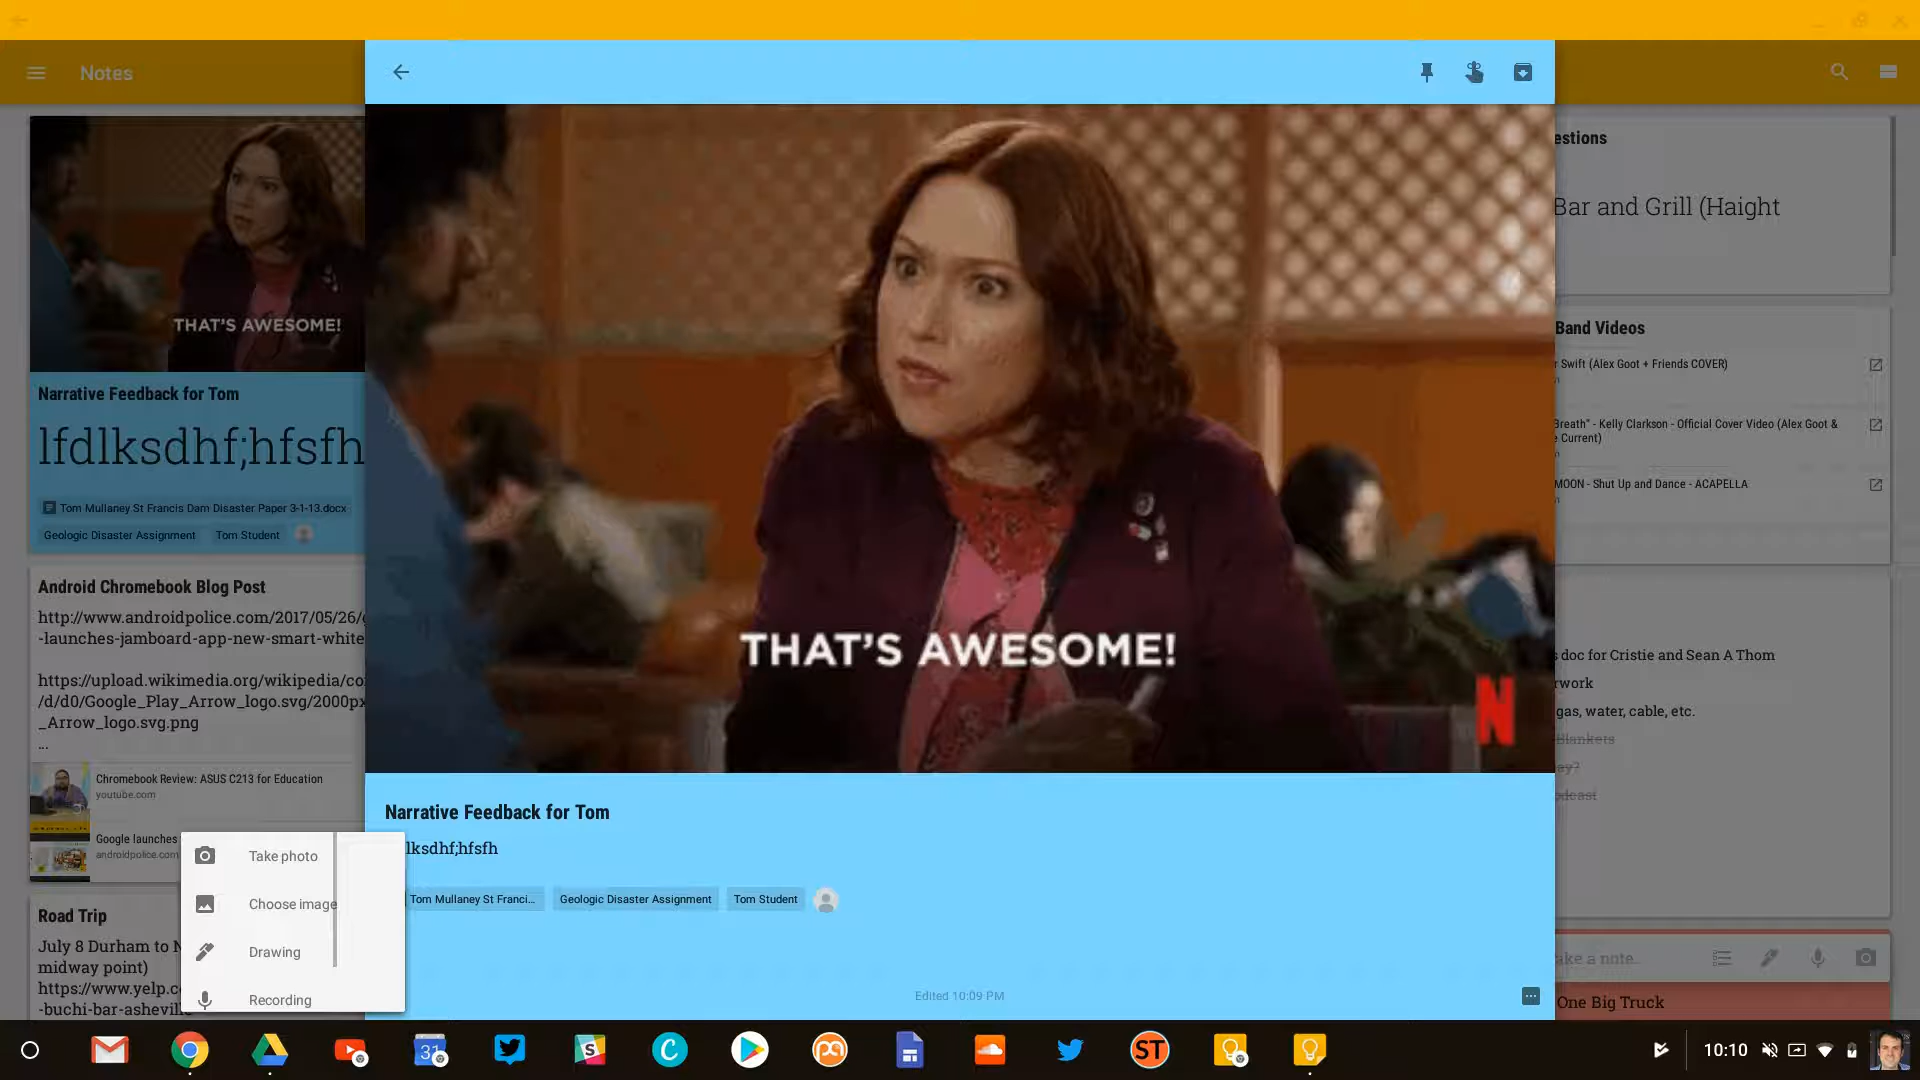 Notes
THAT'S AWESOME!
Narrative Feedback for Tom
lfdlksdhf;hfsfh
Tom Mullaney St Francis Dam Disaster Paper 3-1-13.docx
Geologic Disaster Assignment
Tom Student
Android Chromebook Blog Post
http://www.androidpolice.com/2017/05/26/
-launches-jamboard-app-new-smart-white
https://upload.wikimedia.org/wikipedia/co
/d/d0/Google_Play_Arrow_logo.svg/2000px
_Arrow_logo.svg.png
...
Chromebook Review: ASUS C213 for Education
youtube.com
Google launches
androidpolice.com
Road Trip
July 8 Durham to N
midway point)
https://www.yelp.c
-buchi-bar-ashevill
Take photo
Choose image
Drawing
Recording
THAT'S AWESOME!
N
Narrative Feedback for Tom
lksdhf;hfsfh
Tom Mullaney St Franci...
Geologic Disaster Assignment
Tom Student
Edited 10:09 PM
estions
Bar and Grill (Haight
Band Videos
r Swift (Alex Goot + Friends COVER)
Breath" - Kelly Clarkson - Official Cover Video (Alex Goot &
e Current)
MOON - Shut Up and Dance - ACAPELLA
s doc for Cristie and Sean A Thom
rwork
gas, water, cable, etc.
Blankets
ay?
odcast
ake a note...
One Big Truck
31
S
C
ST
10:10